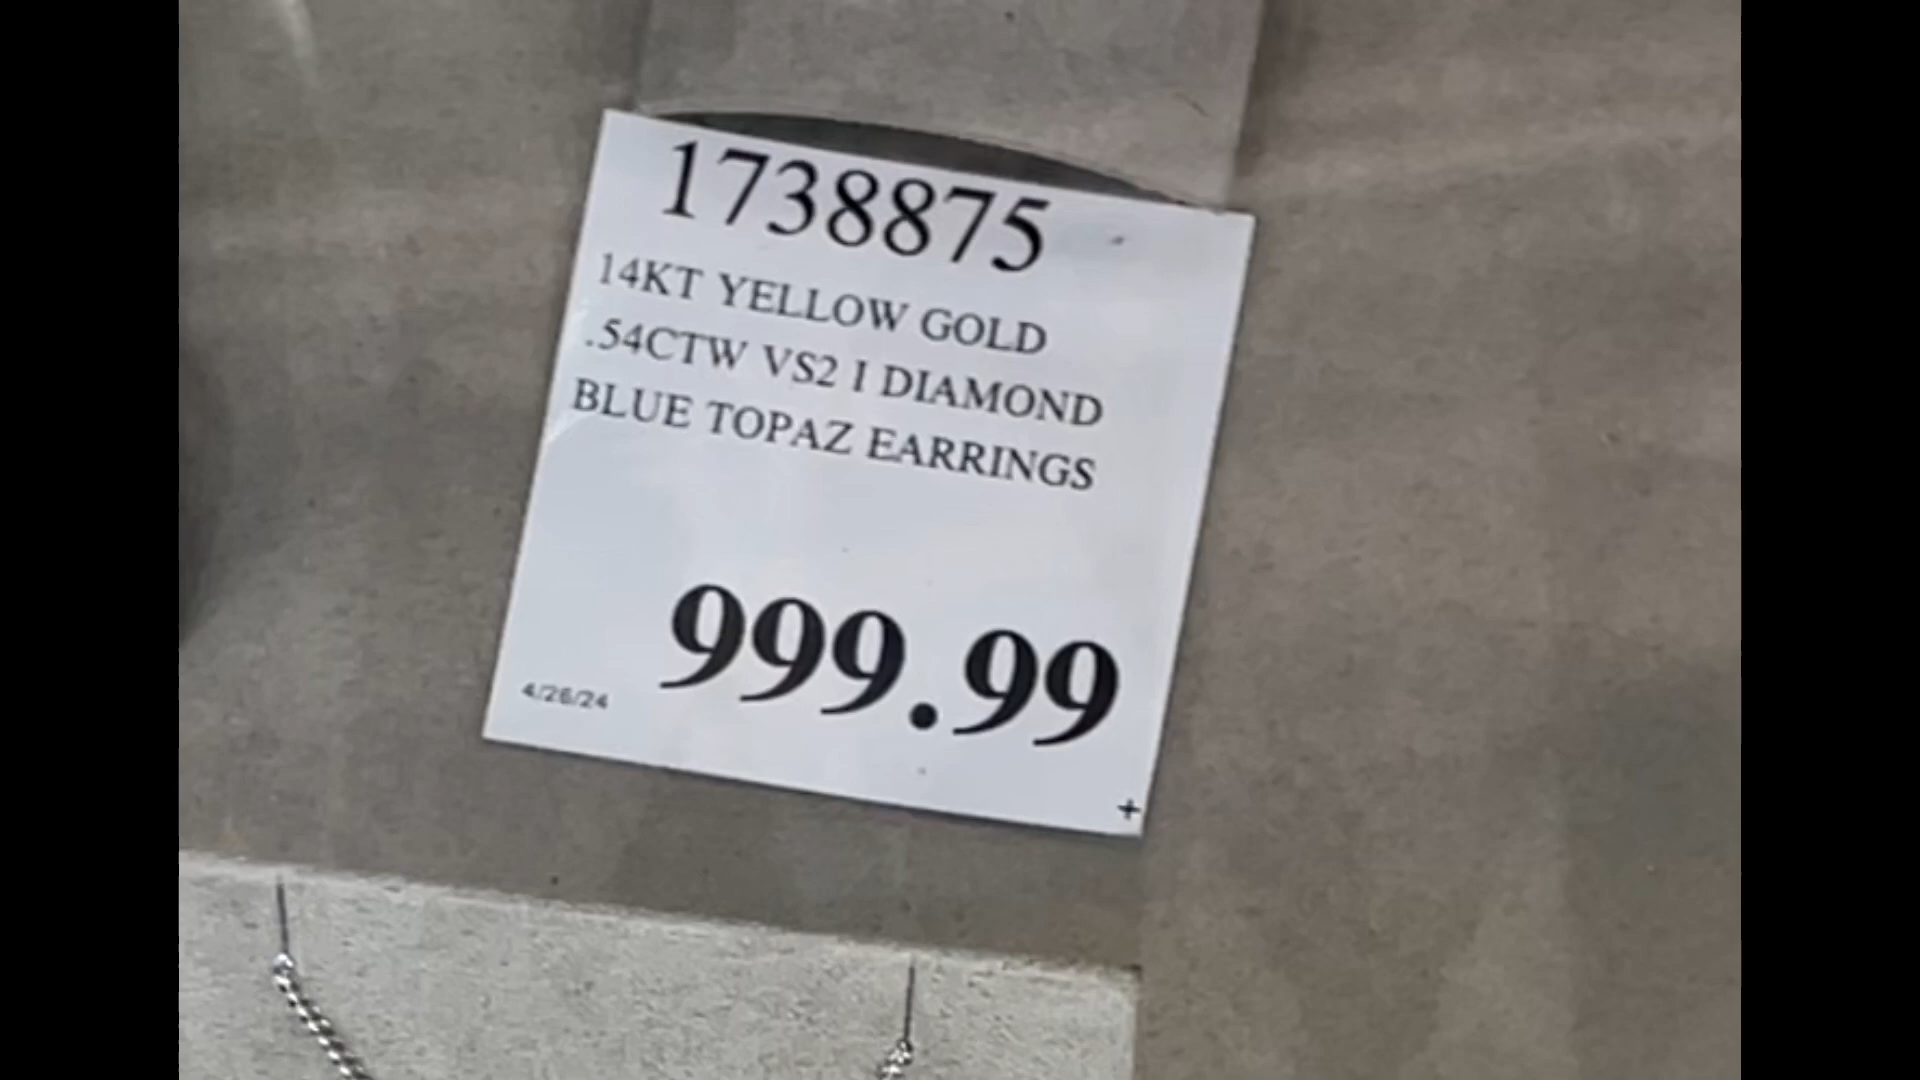 1738875
14KT YELLOW GOLD
.54CTW VS2 I DIAMOND
BLUE TOPAZ EARRINGS
999.99
4/26/24
+